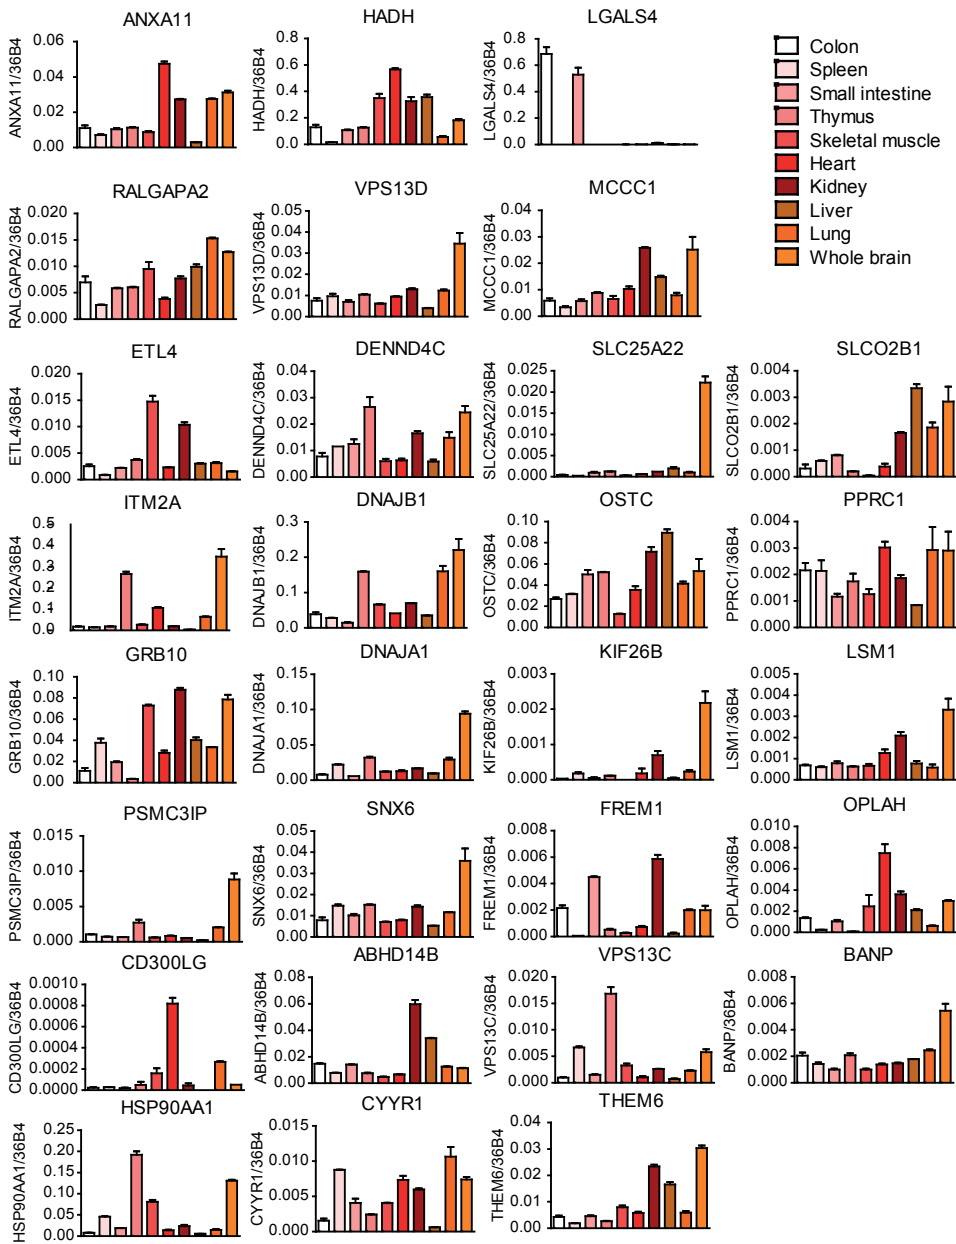 ANXA11
ANXA11/36B4
0.06
0.04
0.02
0.00
HADH
HADH/36B4
0.8
0.6
0.4
0.2
0.0
LGALS4
LGALS4/36B4
0.8
0.6
0.4
0.2
0.0
Colon
Spleen
Small intestine
Thymus
Skeletal muscle
Heart
Kidney
Liver
Lung
Whole brain
RALGAPA2
RALGAPA2/36B4
0.020
0.015
0.010
0.005
0.000
VPS13D
VPS13D/36B4
0.05
0.04
0.03
0.02
0.01
0.00
MCCC1
MCCC1/36B4
0.04
0.03
0.02
0.01
0.00
ETL4
ETL4/36B4
0.020
0.015
0.010
0.005
0.000
DENND4C
DENND4C/36B4
0.04
0.03
0.02
0.01
0.00
SLC25A22
SLC25A22/36B4
0.025
0.020
0.015
0.010
0.005
0.000
SLCO2B1
SLCO2B1/36B4
0.004
0.003
0.002
0.001
0.000
ITM2A
ITM2A/36B4
0.5
0.4
0.3
0.2
0.1
0.0
DNAJB1
DNAJB1/36B4
0.3
0.2
0.1
0.0
OSTC
OSTC/36B4
0.10
0.08
0.06
0.04
0.02
0.00
PPRC1
PPRC1/36B4
0.004
0.003
0.002
0.001
0.000
GRB10
GRB10/36B4
0.10
0.08
0.06
0.04
0.02
0.00
DNAJA1
DNAJA1/36B4
0.15
0.10
0.05
0.00
KIF26B
KIF26B/36B4
0.003
0.002
0.001
0.000
LSM1
LSM1/36B4
0.005
0.004
0.003
0.002
0.001
0.000
PSMC3IP
PSMC3IP/36B4
0.015
0.010
0.005
0.000
SNX6
SNX6/36B4
0.05
0.04
0.03
0.02
0.01
0.00
FREM1
FREM1/36B4
0.008
0.006
0.004
0.002
0.000
OPLAH
OPLAH/36B4
0.010
0.008
0.006
0.004
0.002
0.000
CD300LG
CD300LG/36B4
0.0010
0.0008
0.0006
0.0004
0.0002
0.0000
ABHD14B
ABHD14B/36B4
0.08
0.06
0.04
0.02
0.00
VPS13C
VPS13C/36B4
0.020
0.015
0.010
0.005
0.000
BANP
BANP/36B4
0.008
0.006
0.004
0.002
0.000
HSP90AA1
HSP90AA1/36B4
0.25
0.20
0.15
0.10
0.05
0.00
CYYR1
CYYR1/36B4
0.015
0.010
0.005
0.000
THEM6
THEM6/36B4
0.04
0.03
0.02
0.01
0.00